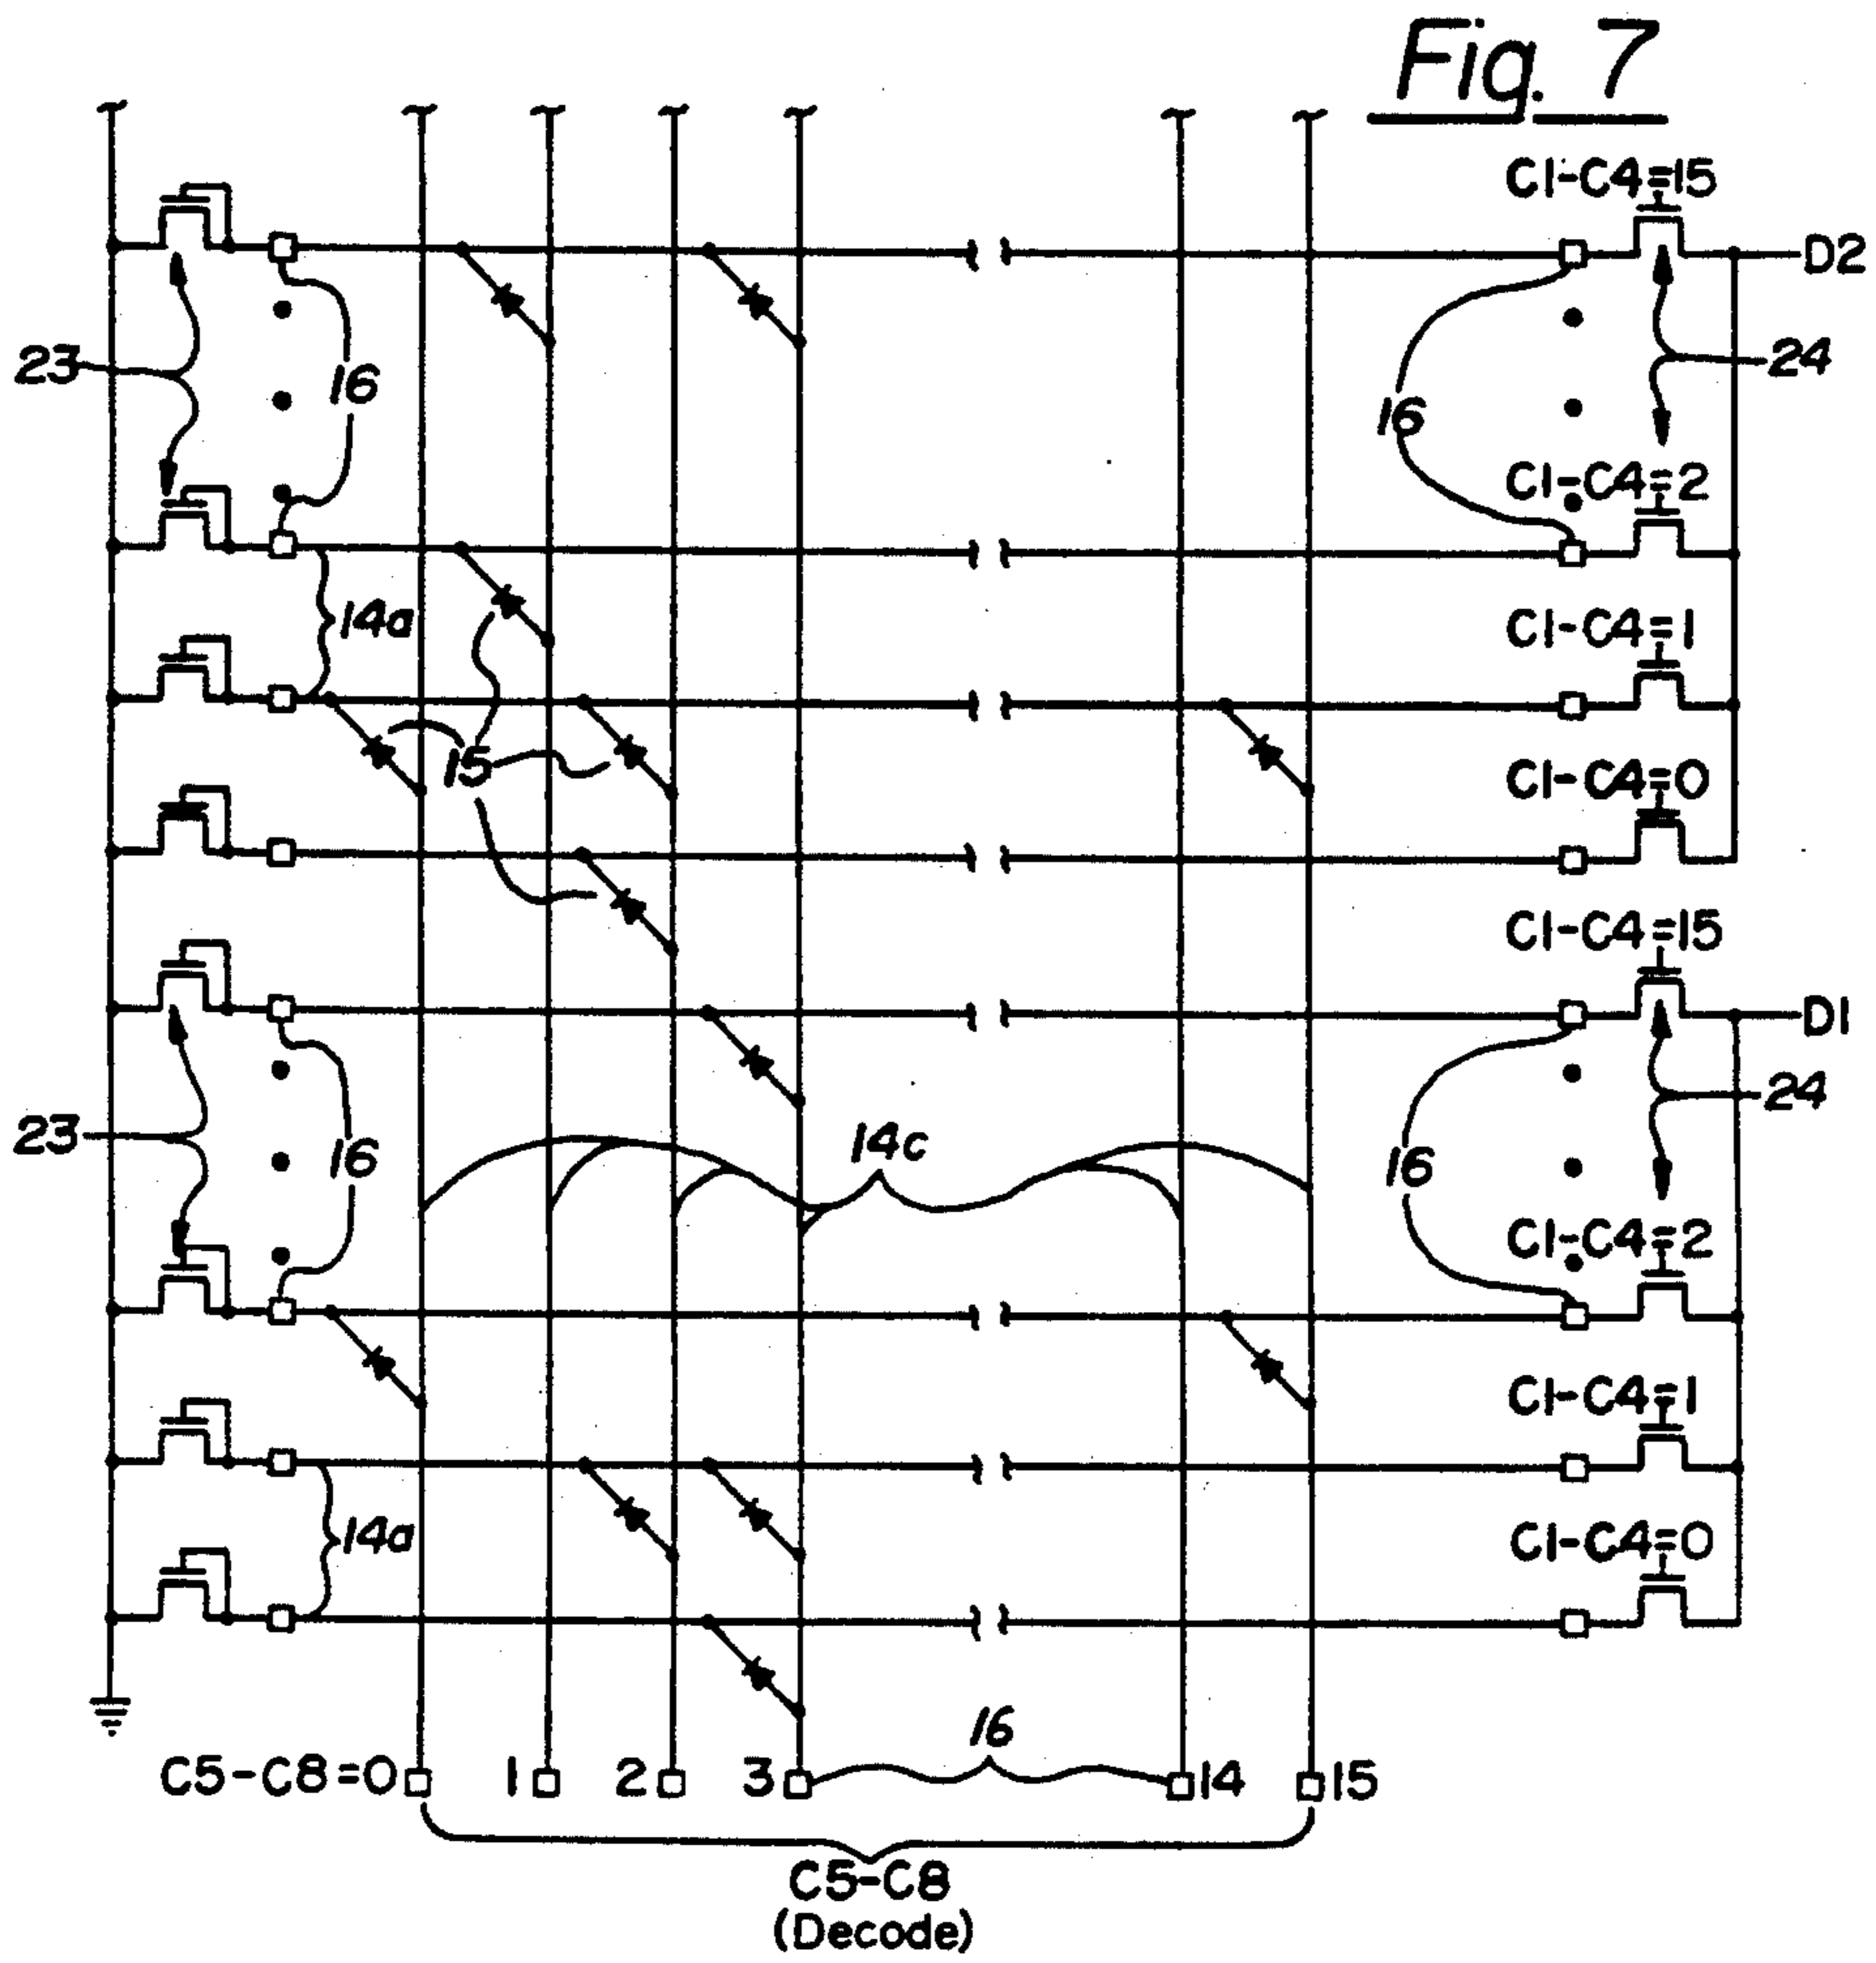 Fig. 7
C1-C4=15
D2
23
16
16
24
C1-C4=2
14a
C1-C4=1
15
C1-C4=0
C1-C4=15
D1
23
16
14c
16
24
C1-C4=2
C1-C4=1
14a
C1-C4=0
16
C5-C8=0 1 2 3 14 15
C5-C8
(Decode)